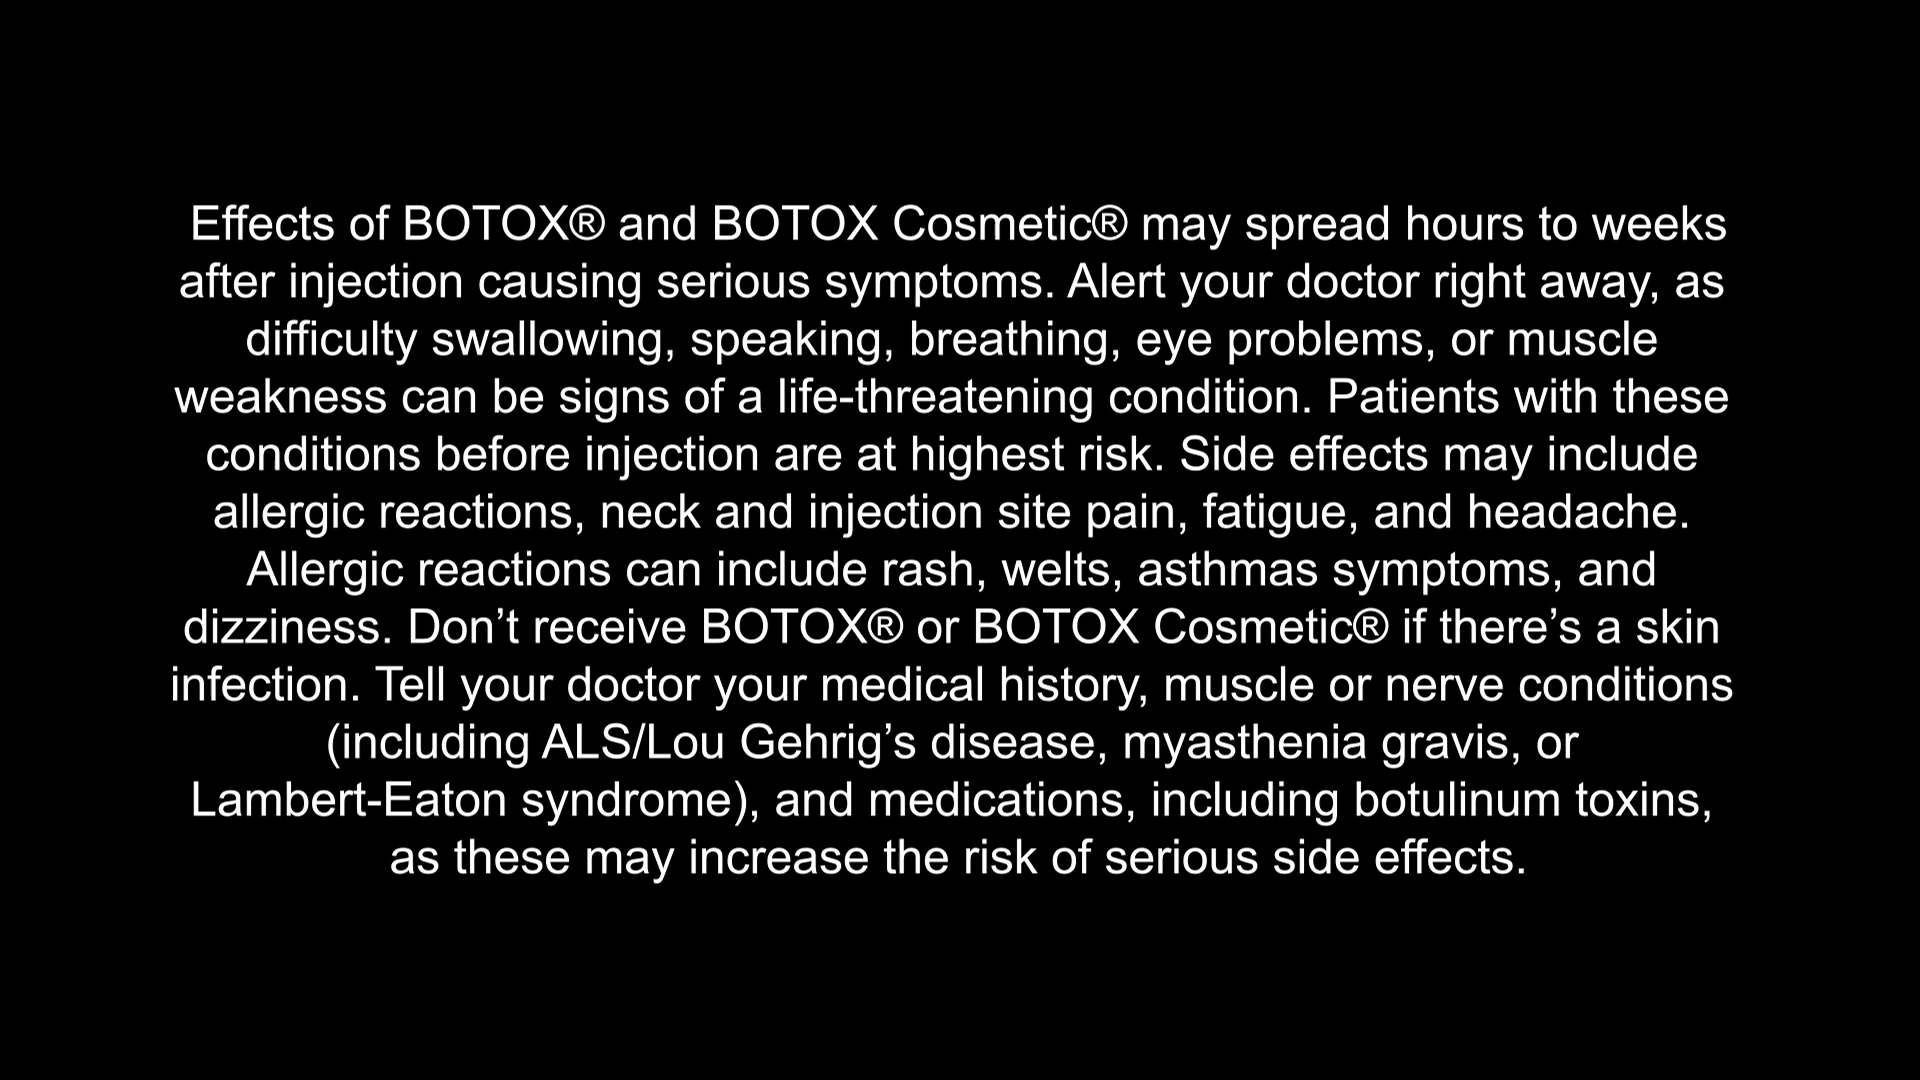 Effects of BOTOX® and BOTOX Cosmetic® may spread hours to weeks
after injection causing serious symptoms. Alert your doctor right away, as
difficulty swallowing, speaking, breathing, eye problems, or muscle
weakness can be signs of a life-threatening condition. Patients with these
conditions before injection are at highest risk. Side effects may include
allergic reactions, neck and injection site pain, fatigue, and headache.
Allergic reactions can include rash, welts, asthmas symptoms, and
dizziness. Don’t receive BOTOX® or BOTOX Cosmetic® if there’s a skin
infection. Tell your doctor your medical history, muscle or nerve conditions
(including ALS/Lou Gehrig’s disease, myasthenia gravis, or
Lambert-Eaton syndrome), and medications, including botulinum toxins,
as these may increase the risk of serious side effects.